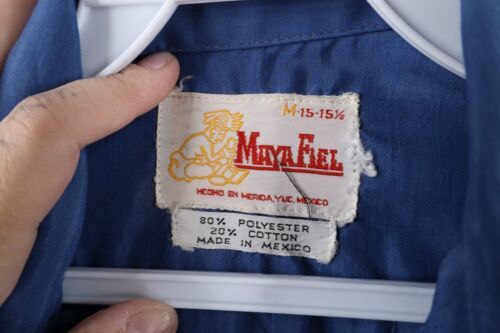 M-15-15½
MAYA FIEL
HECHO EN MERIDA, YUC. MEXICO
80% POLYESTER
20% COTTON
MADE IN MEXICO